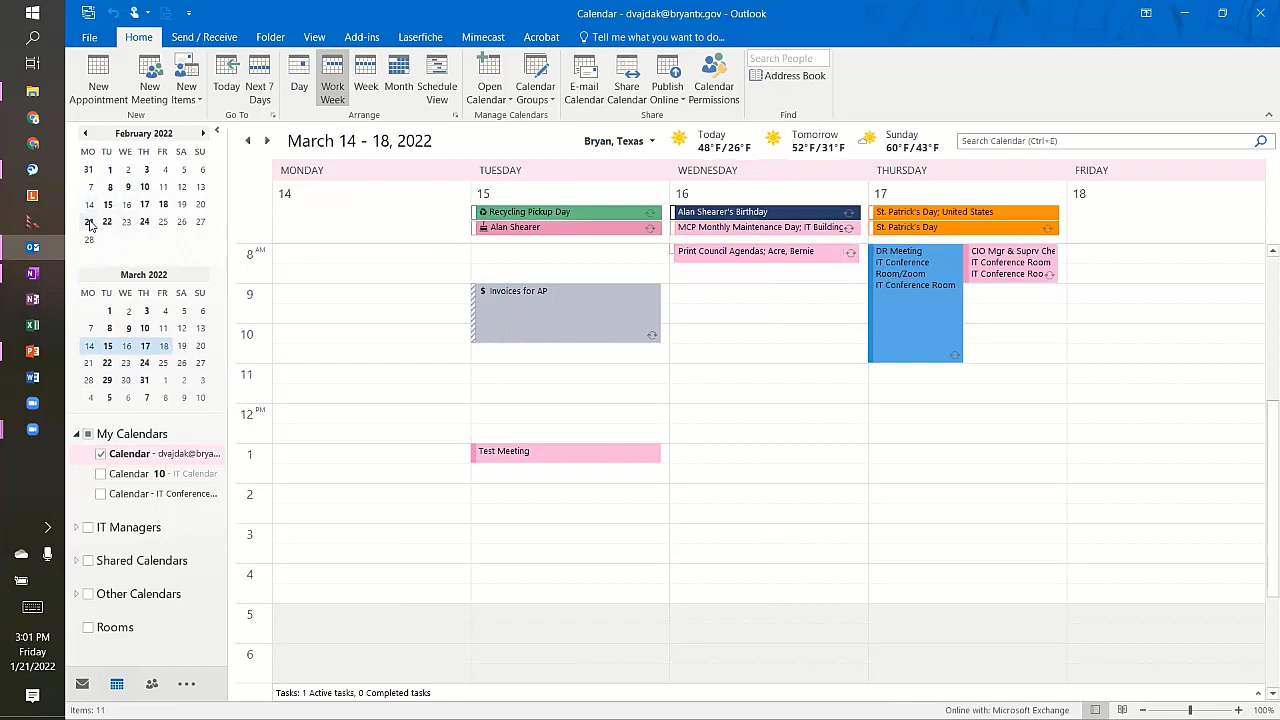 Calendar - dvajdak@bryantx.gov - Outlook
File Home Send / Receive Folder View Add-ins Laserfiche Mimecast Acrobat Tell me what you want to do...
New Appointment
New Meeting
New Items
Today
Next 7 Days
Day
Work Week
Week
Month
Schedule View
Open Calendar
Calendar Groups
E-mail Calendar
Share Calendar
Publish Online
Calendar Permissions
Search People
Address Book
New Go To Arrange Manage Calendars Share Find
February 2022
MO TU WE TH FR SA SU
31 1 2 3 4 5 6
7 8 9 10 11 12 13
14 15 16 17 18 19 20
21 22 23 24 25 26 27
28
March 2022
MO TU WE TH FR SA SU
1 2 3 4 5 6
7 8 9 10 11 12 13
14 15 16 17 18 19 20
21 22 23 24 25 26 27
28 29 30 31 1 2 3
4 5 6 7 8 9 10
My Calendars
Calendar - dvajdak@brya...
Calendar 10 - IT Calendar
Calendar - IT Conference...
IT Managers
Shared Calendars
Other Calendars
Rooms
March 14 - 18, 2022
Bryan, Texas
Today
48°F/26°F
Tomorrow
52°F/31°F
Sunday
60°F/43°F
Search Calendar (Ctrl+E)
MONDAY TUESDAY WEDNESDAY THURSDAY FRIDAY
14 15 16 17 18
Recycling Pickup Day
Alan Shearer
Alan Shearer's Birthday
MCP Monthly Maintenance Day; IT Building
St. Patrick's Day; United States
St. Patrick's Day
8 AM
9
10
11
12 PM
1
2
3
4
5
6
Print Council Agendas; Acre, Bernie
DR Meeting
IT Conference
Room/Zoom
IT Conference Room
CIO Mgr & Suprv Che
IT Conference Room
IT Conference Roo
$ Invoices for AP
Test Meeting
Tasks: 1 Active tasks, 0 Completed tasks
3:01 PM
Friday
1/21/2022
Items: 11
Online with: Microsoft Exchange
100%